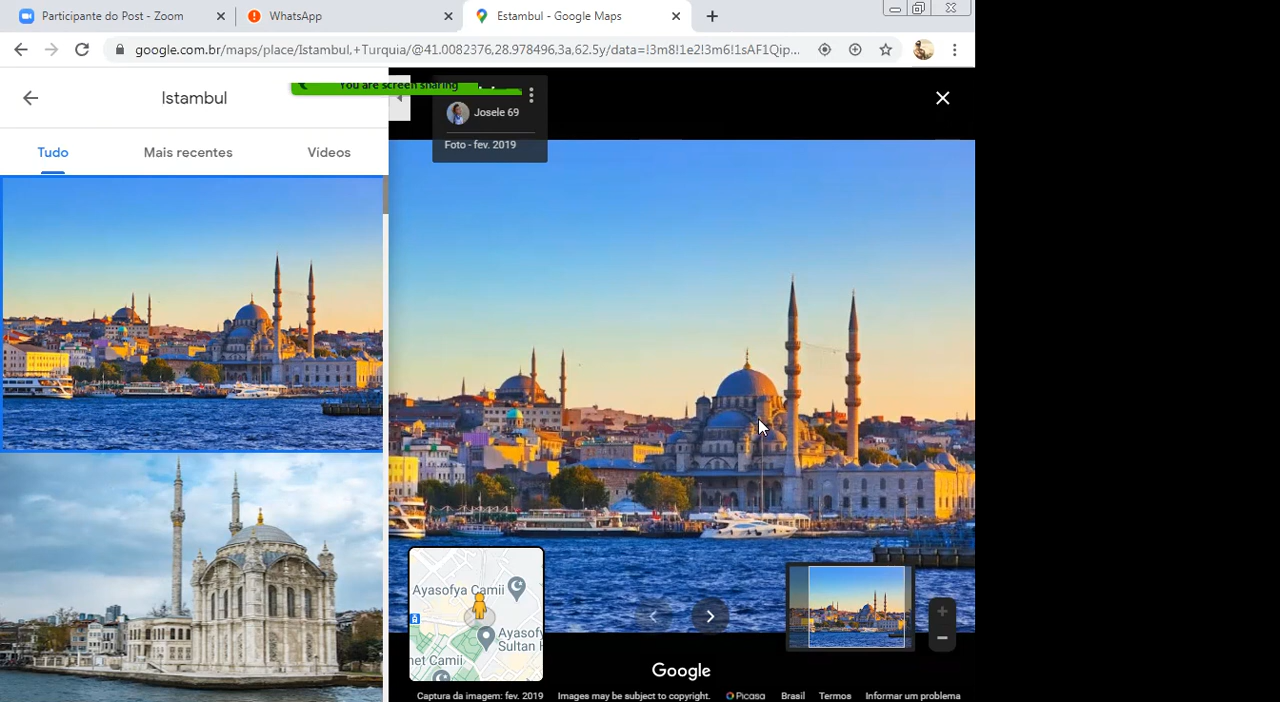 Participante do Post - Zoom
WhatsApp
Estambul - Google Maps
google.com.br/maps/place/Istambul,+Turquia/@41.0082376,28.978496,3a,62.5y/data=!3m8!1e2!3m6!1sAF1Qip...
Istambul
You are screen sharing
Josele 69
Foto - fev. 2019
Tudo
Mais recentes
Vídeos
Ayasofya Camii
Ayasofy
Sultan H
net Camii
Google
Captura da imagem: fev. 2019
Images may be subject to copyright.
Picasa
Brasil
Termos
Informar um problema